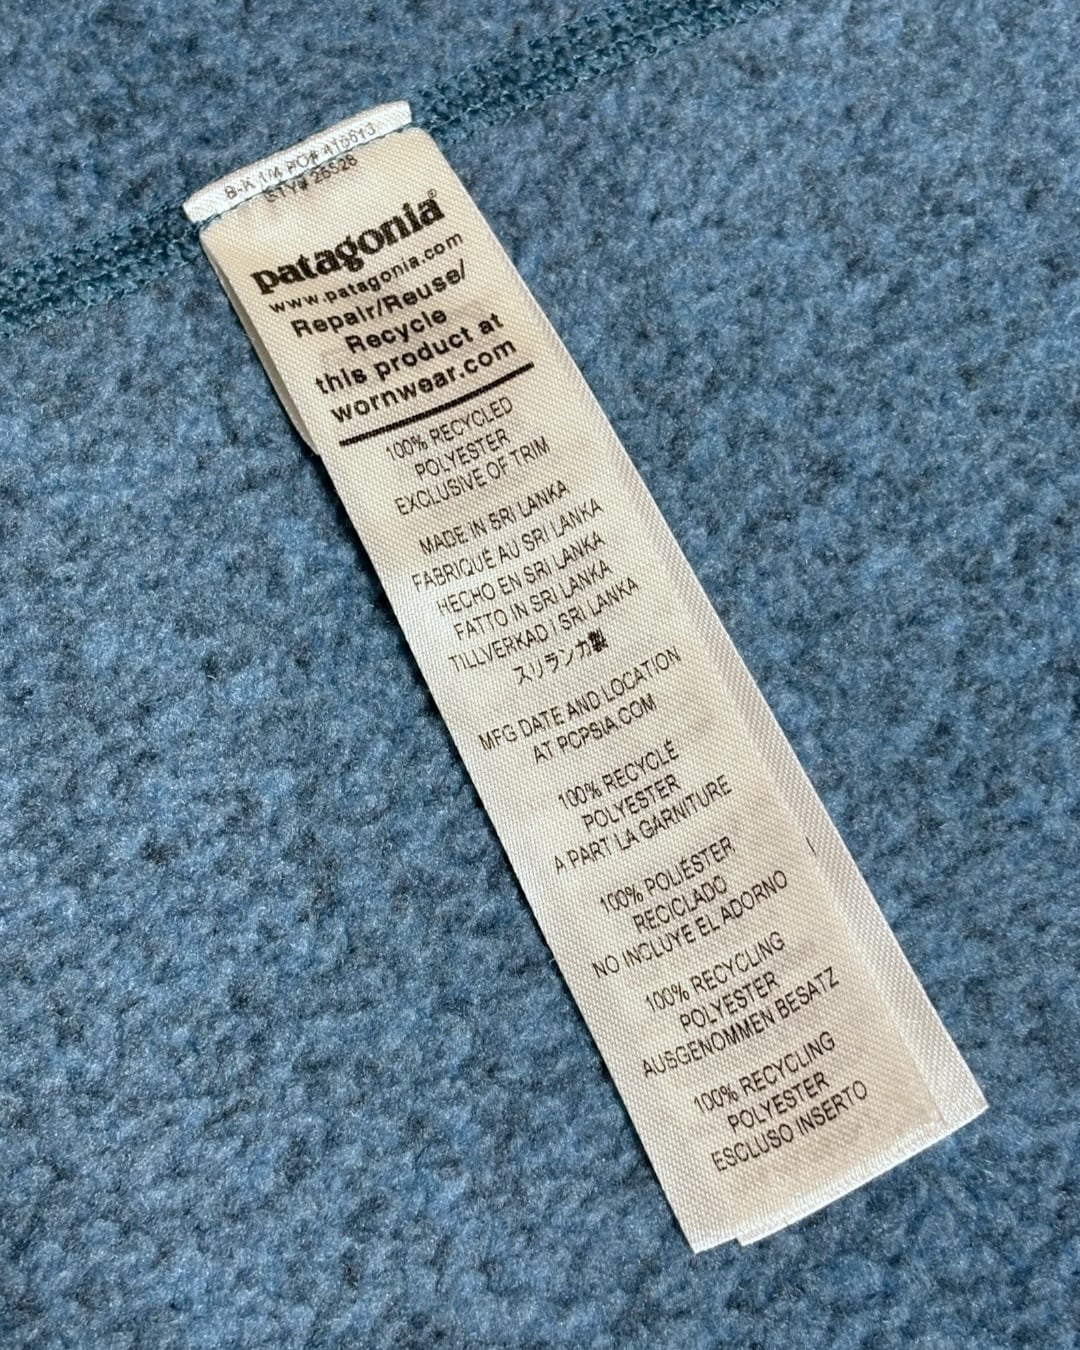 STY# 25528
patagonia®
www.patagonia.com
Repair/Reuse/
Recycle
this product at
wornwear.com
100% RECYCLED
POLYESTER
EXCLUSIVE OF TRIM
MADE IN SRI LANKA
FABRIQUÉ AU SRI LANKA
HECHO EN SRI LANKA
FATTO IN SRI LANKA
TILLVERKAD I SRI LANKA
スリランカ製
MFG DATE AND LOCATION
AT PCPSIA.COM
100% RECYCLÉ
POLYESTER
A PART LA GARNITURE
100% POLIÉSTER
RECICLADO
NO INCLUYE EL ADORNO
100% RECYCLING
POLYESTER
AUSGENOMMEN BESATZ
100% RECYCLING
POLYESTER
ESCLUSO INSERTO